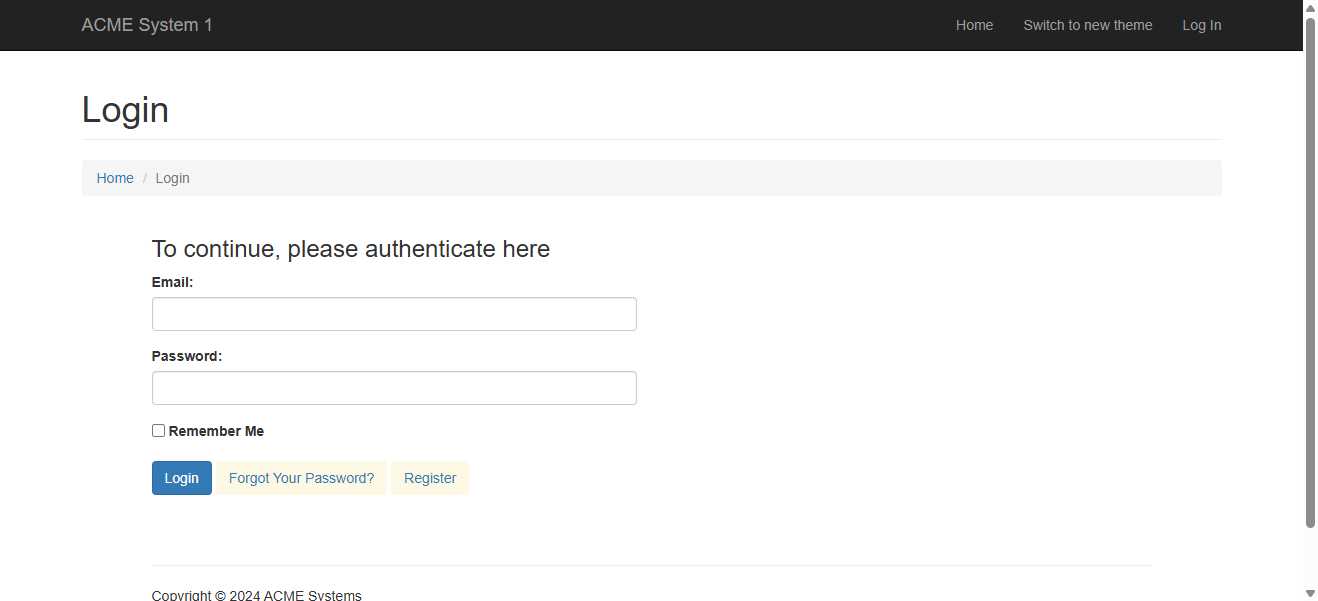 ACME System 1
Home Switch to new theme Log In
Login
Home / Login
To continue, please authenticate here
Email:
Password:
Remember Me
Login Forgot Your Password? Register
Copyright © 2024 ACME Systems